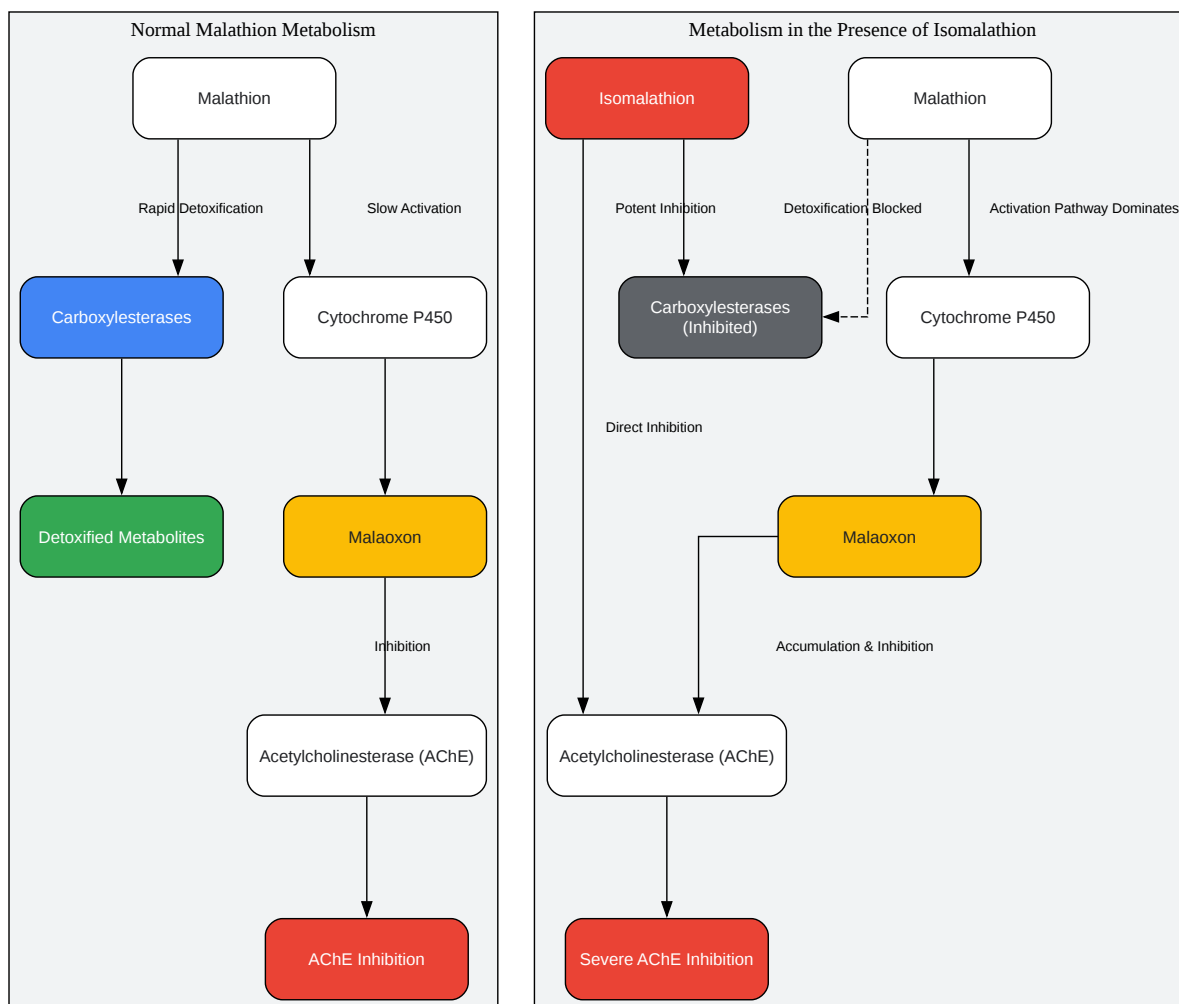 Normal Malathion Metabolism
Malathion
Rapid Detoxification
Slow Activation
Carboxylesterases
Cytochrome P450
Detoxified Metabolites
Malaoxon
Inhibition
Acetylcholinesterase (AChE)
AChE Inhibition
Metabolism in the Presence of Isomalathion
Isomalathion
Malathion
Potent Inhibition
Detoxification Blocked
Activation Pathway Dominates
Carboxylesterases
(Inhibited)
Cytochrome P450
Direct Inhibition
Malaoxon
Accumulation & Inhibition
Acetylcholinesterase (AChE)
Severe AChE Inhibition